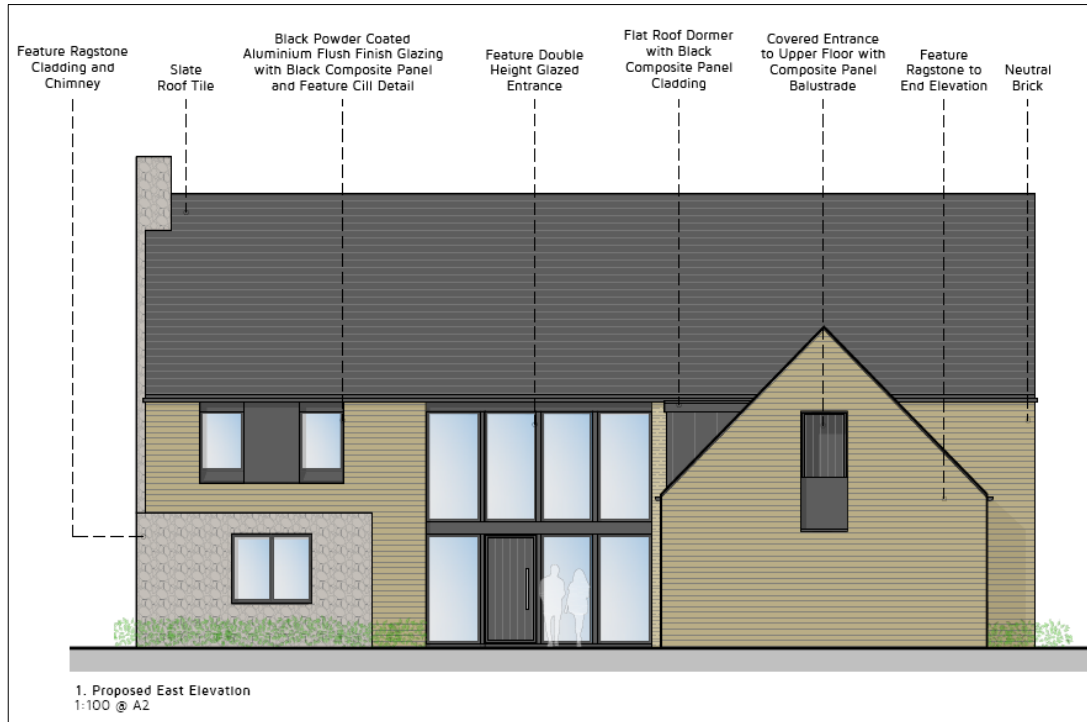 Feature Ragstone
Cladding and
Chimney
Slate
Roof Tile
Black Powder Coated
Aluminium Flush Finish Glazing
with Black Composite Panel
and Feature Cill Detail
Feature Double
Height Glazed
Entrance
Flat Roof Dormer
with Black
Composite Panel
Cladding
Covered Entrance
to Upper Floor with
Composite Panel
Balustrade
Feature
Ragstone to
End Elevation
Neutral
Brick
1. Proposed East Elevation
1:100 @ A2